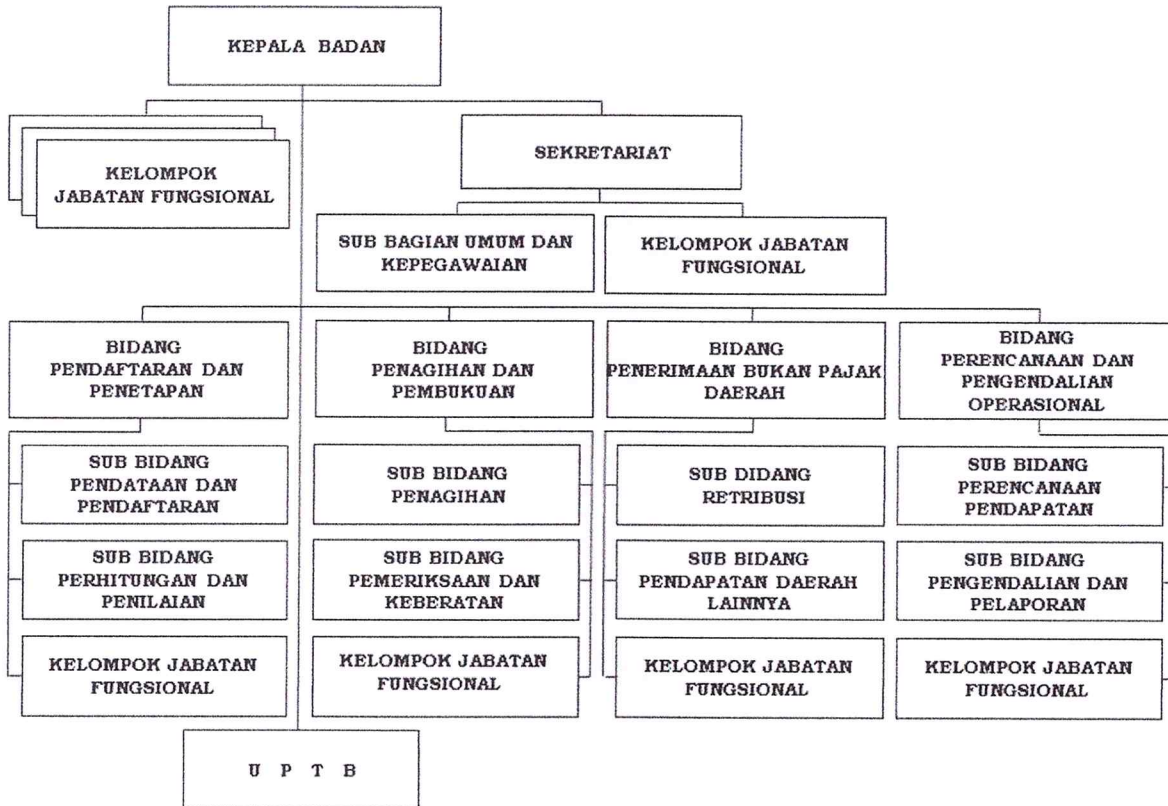 KEPALA BADAN
KELOMPOK
JABATAN FUNGSIONAL
SEKRETARIAT
SUB BAGIAN UMUM DAN
KEPEGAWAIAN
KELOMPOK JABATAN
FUNGSIONAL
BIDANG
PENDAFTARAN DAN
PENETAPAN
BIDANG
PENAGIHAN DAN
PEMBUKUAN
BIDANG
PENERIMAAN BUKAN PAJAK
DAERAH
BIDANG
PERENCANAAN DAN
PENGENDALIAN
OPERASIONAL
SUB BIDANG
PENDATAAN DAN
PENDAFTARAN
SUB BIDANG
PENAGIHAN
SUB DIDANG
RETRIBUSI
SUB BIDANG
PERENCANAAN
PENDAPATAN
SUB BIDANG
PERHITUNGAN DAN
PENILAIAN
SUB BIDANG
PEMERIKSAAN DAN
KEBERATAN
SUB BIDANG
PENDAPATAN DAERAH
LAINNYA
SUB BIDANG
PENGENDALIAN DAN
PELAPORAN
KELOMPOK JABATAN
FUNGSIONAL
KELOMPOK JABATAN
FUNGSIONAL
KELOMPOK JABATAN
FUNGSIONAL
KELOMPOK JABATAN
FUNGSIONAL
U P T B